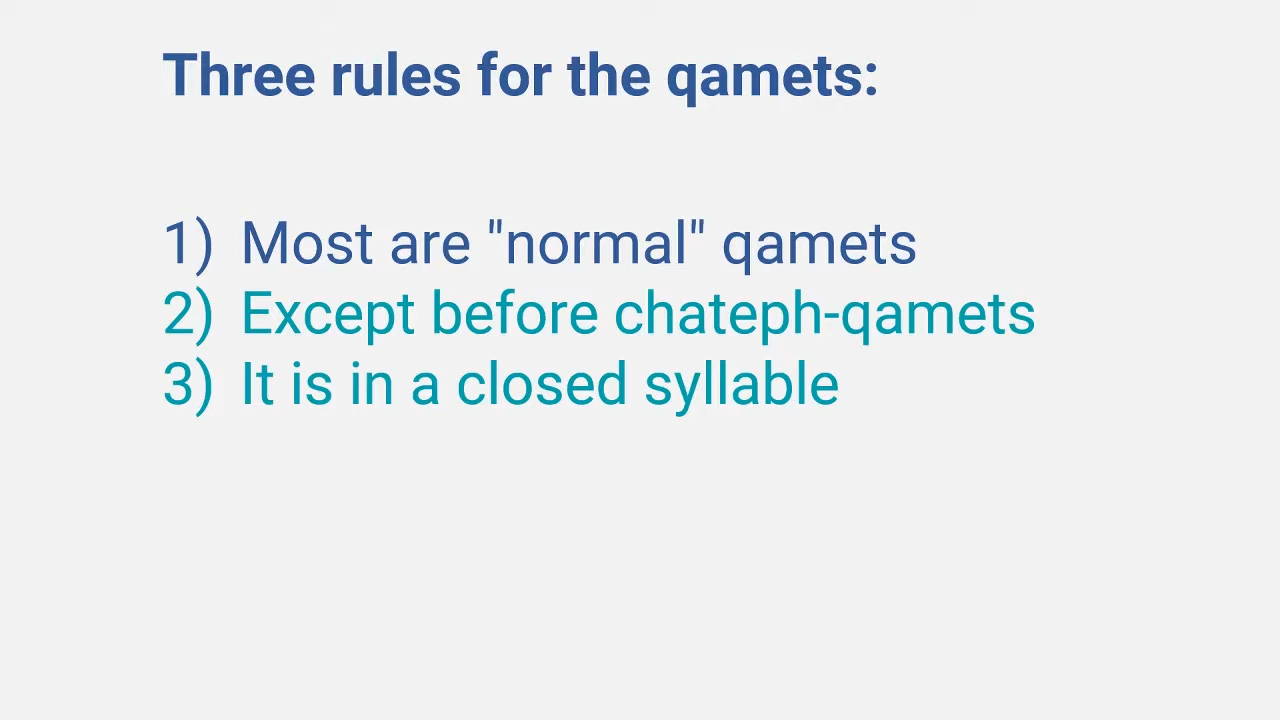 Three rules for the qamets:
1) Most are "normal" qamets
2) Except before chateph-qamets
3) It is in a closed syllable